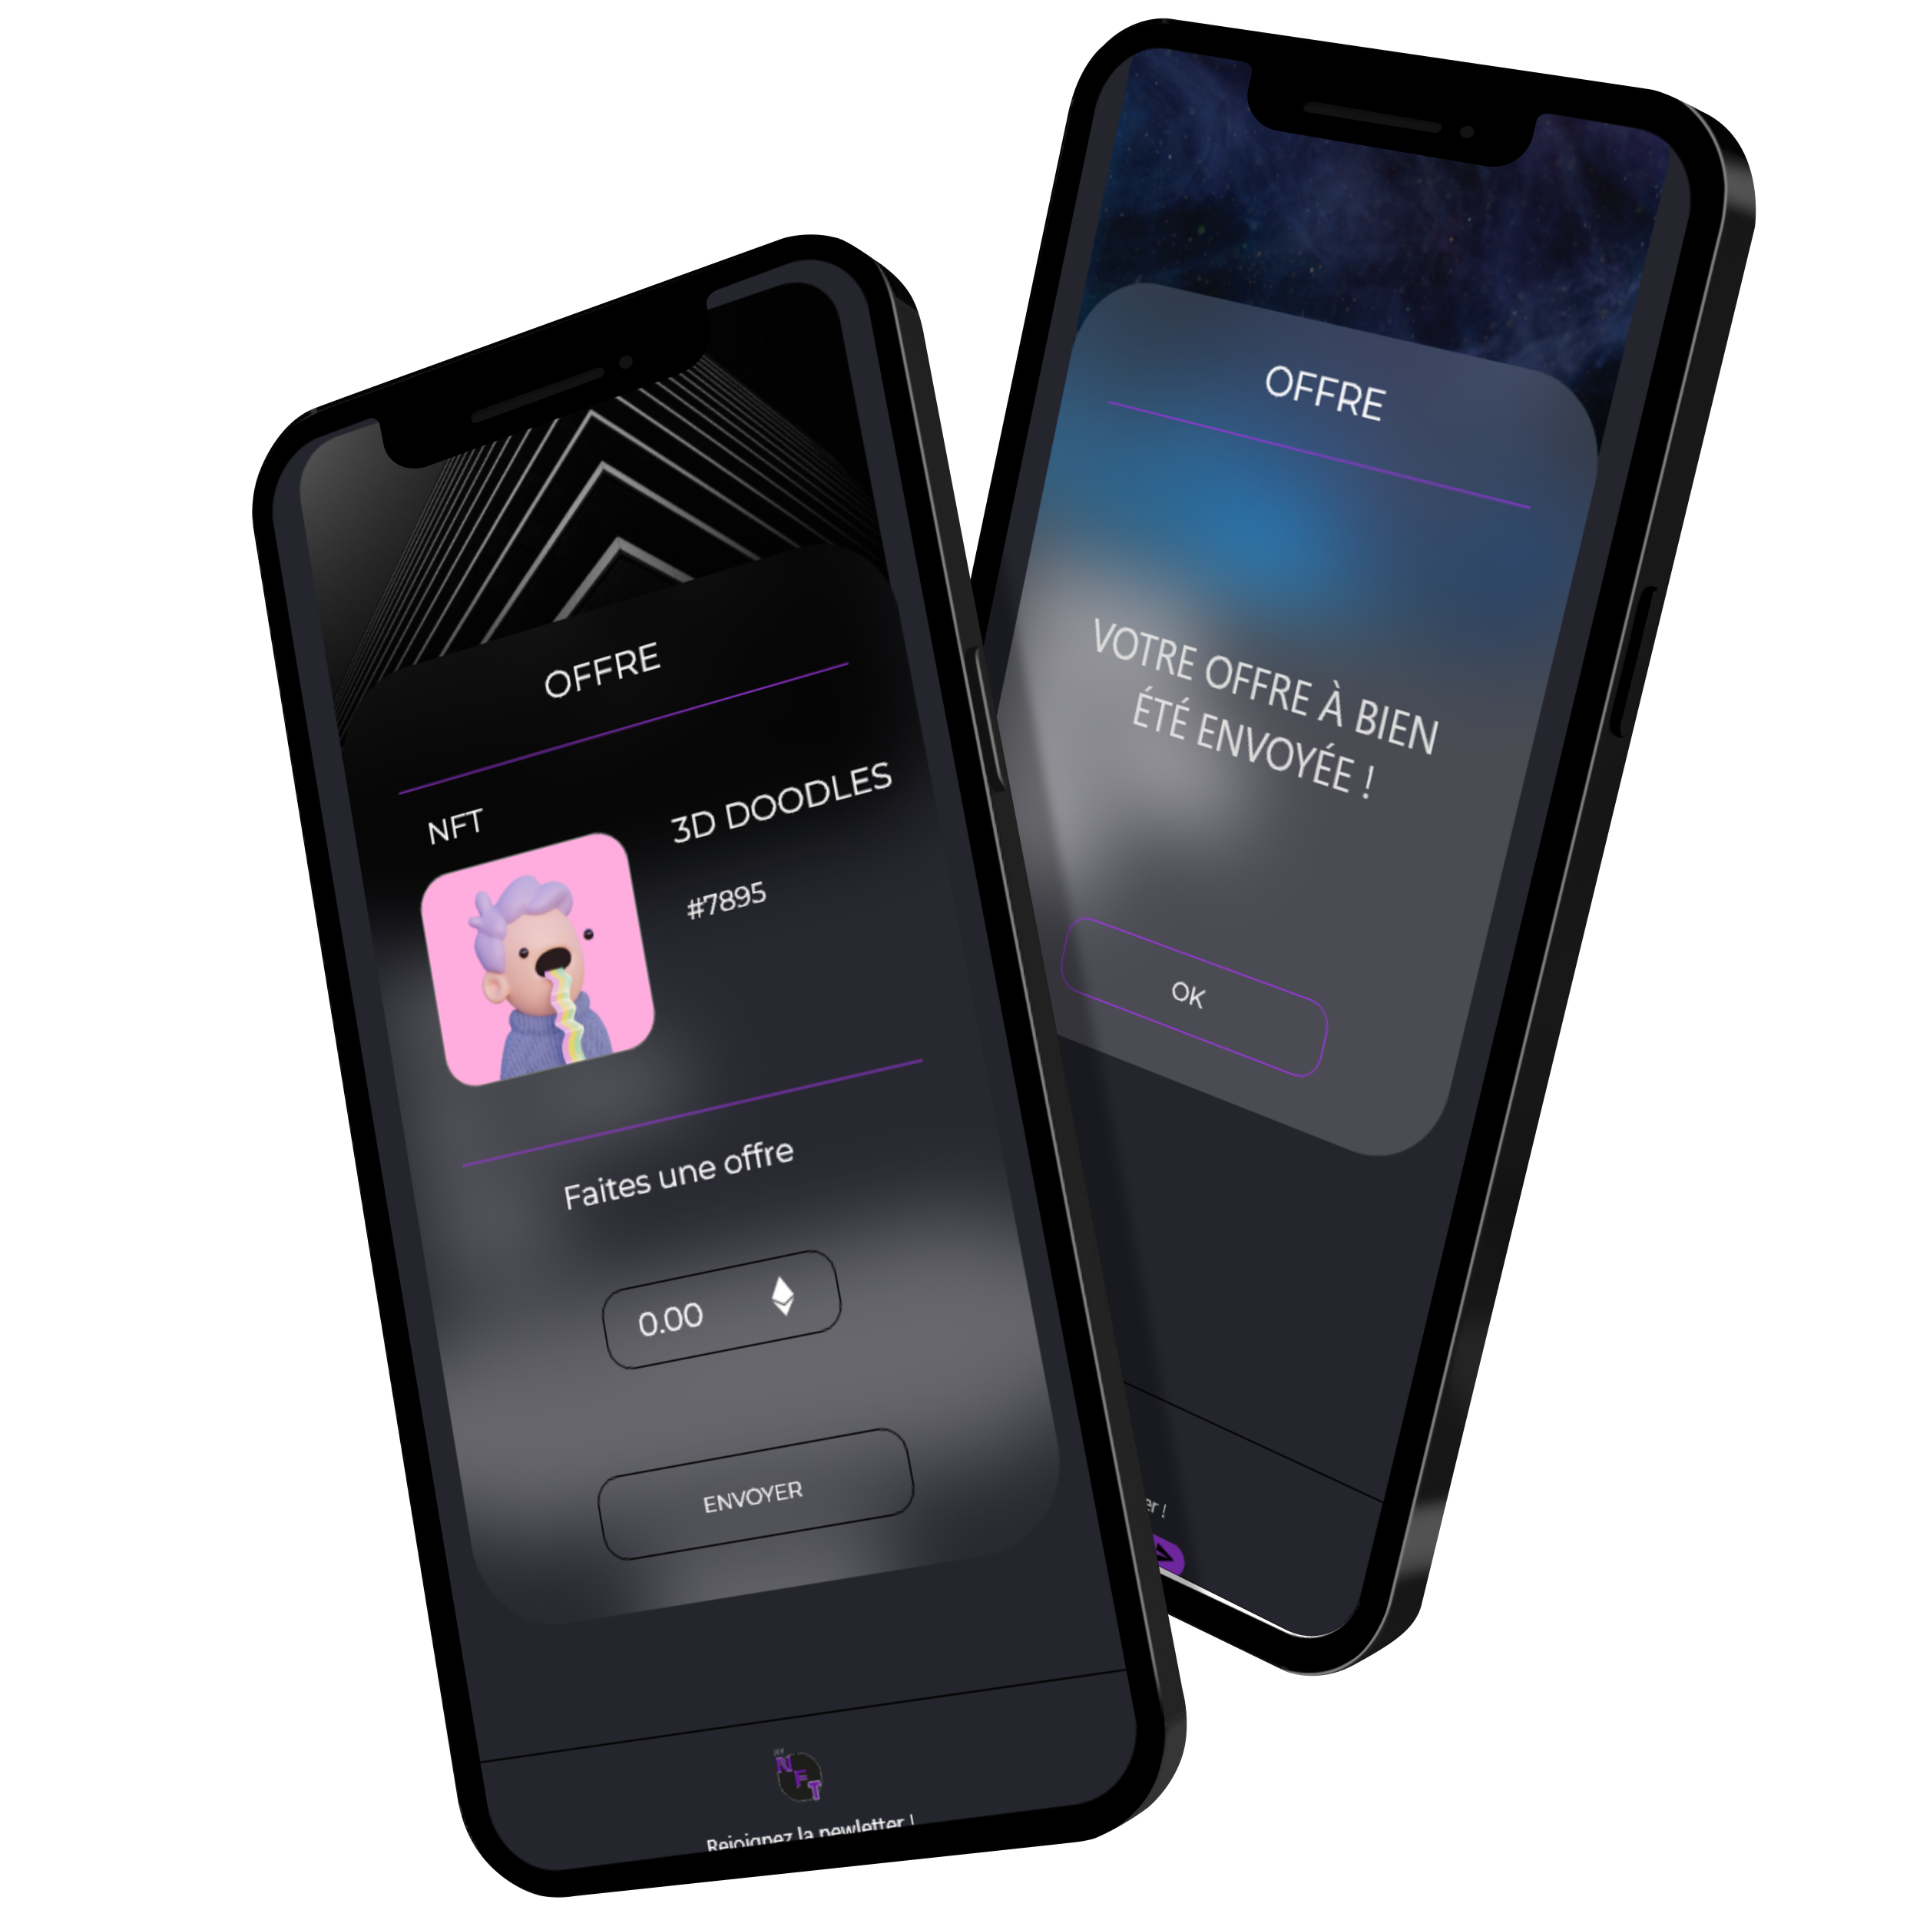 OFFRE
NFT
3D DOODLES
#7895
Faites une offre
0.00
ENVOYER
MY
NFT
Rejoignez la newletter !
OFFRE
VOTRE OFFRE À BIEN
ÉTÉ ENVOYÉE !
OK
er !